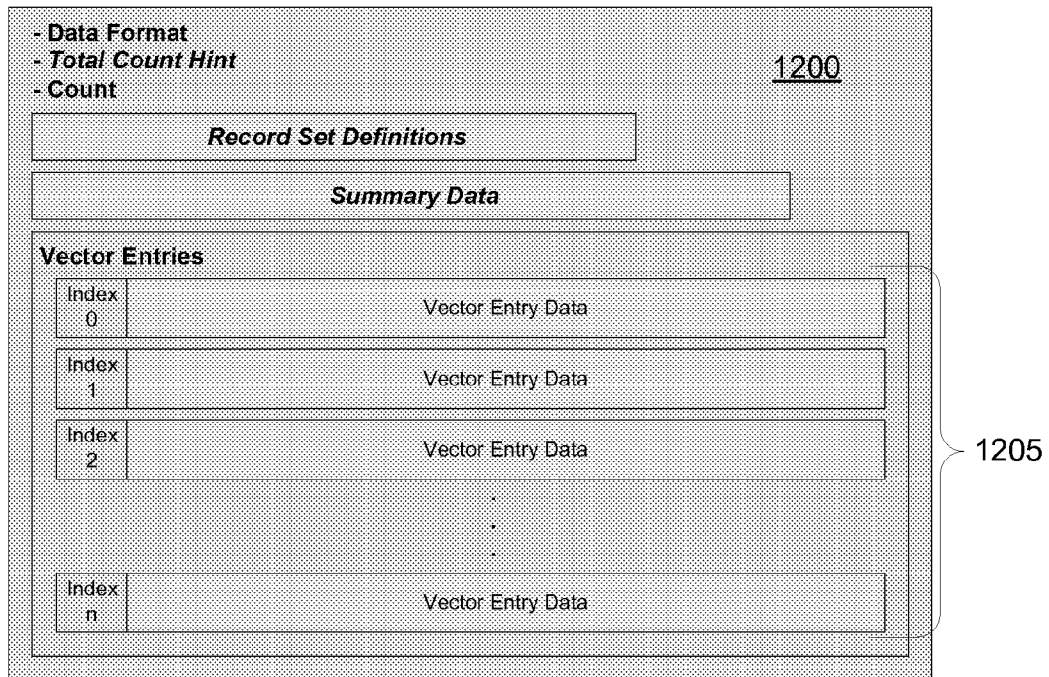 - Data Format
- Total Count Hint
- Count
1200
Record Set Definitions
Summary Data
Vector Entries
Index
0
Vector Entry Data
Index
1
Vector Entry Data
Index
2
Vector Entry Data
.
.
.
Index
n
Vector Entry Data
1205